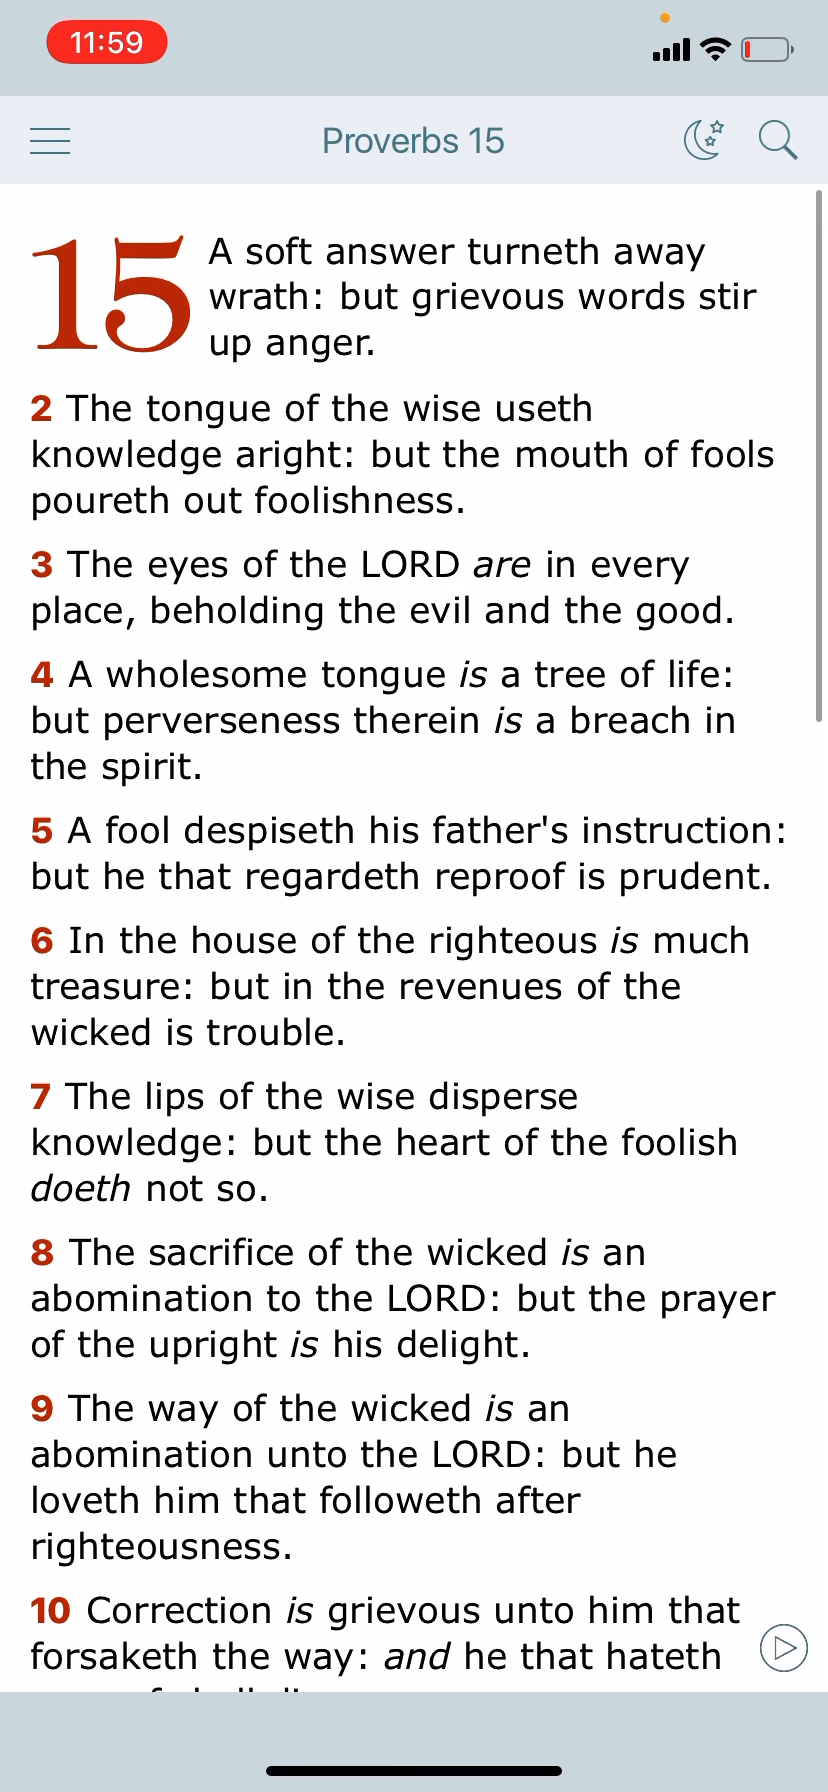 11:59
Proverbs 15
15 A soft answer turneth away
wrath: but grievous words stir
up anger.
2 The tongue of the wise useth
knowledge aright: but the mouth of fools
poureth out foolishness.
3 The eyes of the LORD are in every
place, beholding the evil and the good.
4 A wholesome tongue is a tree of life:
but perverseness therein is a breach in
the spirit.
5 A fool despiseth his father's instruction:
but he that regardeth reproof is prudent.
6 In the house of the righteous is much
treasure: but in the revenues of the
wicked is trouble.
7 The lips of the wise disperse
knowledge: but the heart of the foolish
doeth not so.
8 The sacrifice of the wicked is an
abomination to the LORD: but the prayer
of the upright is his delight.
9 The way of the wicked is an
abomination unto the LORD: but he
loveth him that followeth after
righteousness.
10 Correction is grievous unto him that
forsaketh the way: and he that hateth